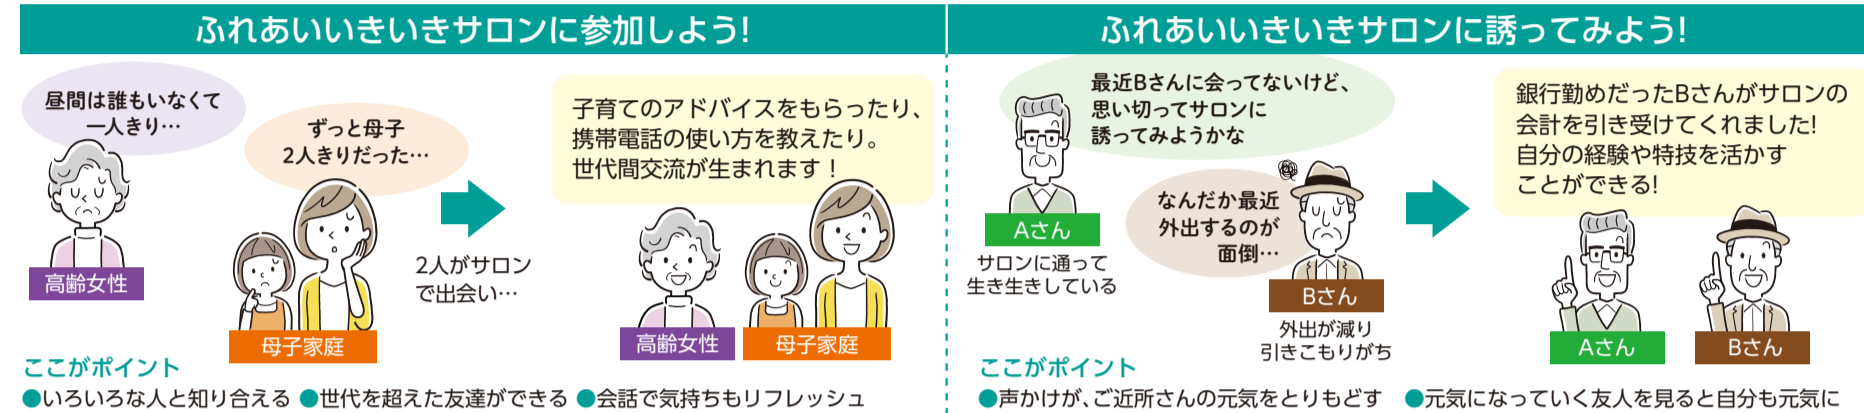 ふれあいいきいきサロンに参加しよう!
昼間は誰もいなくて
一人きり…
高齢女性
ずっと母子
2人きりだった…
母子家庭
2人がサロン
で出会い…
子育てのアドバイスをもらったり、
携帯電話の使い方を教えたり。
世代間交流が生まれます！
高齢女性
母子家庭
ここがポイント
●いろいろな人と知り合える ●世代を超えた友達ができる ●会話で気持ちもリフレッシュ
ふれあいいきいきサロンに誘ってみよう!
最近Bさんに会ってないけど、
思い切ってサロンに
誘ってみようかな
Aさん
サロンに通って
生き生きしている
なんだか最近
外出するのが
面倒…
Bさん
外出が減り
引きこもりがち
銀行勤めだったBさんがサロンの
会計を引き受けてくれました!
自分の経験や特技を活かす
ことができる!
Aさん
Bさん
ここがポイント
●声かけが、ご近所さんの元気をとりもどす ●元気になっていく友人を見ると自分も元気に